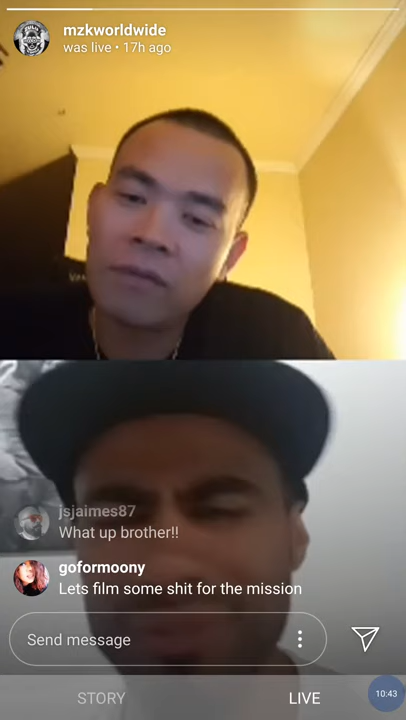 mzkworldwide
was live • 17h ago
jsjaimes87
What up brother!!
goformoony
Lets film some shit for the mission
Send message
STORY
LIVE
10:43